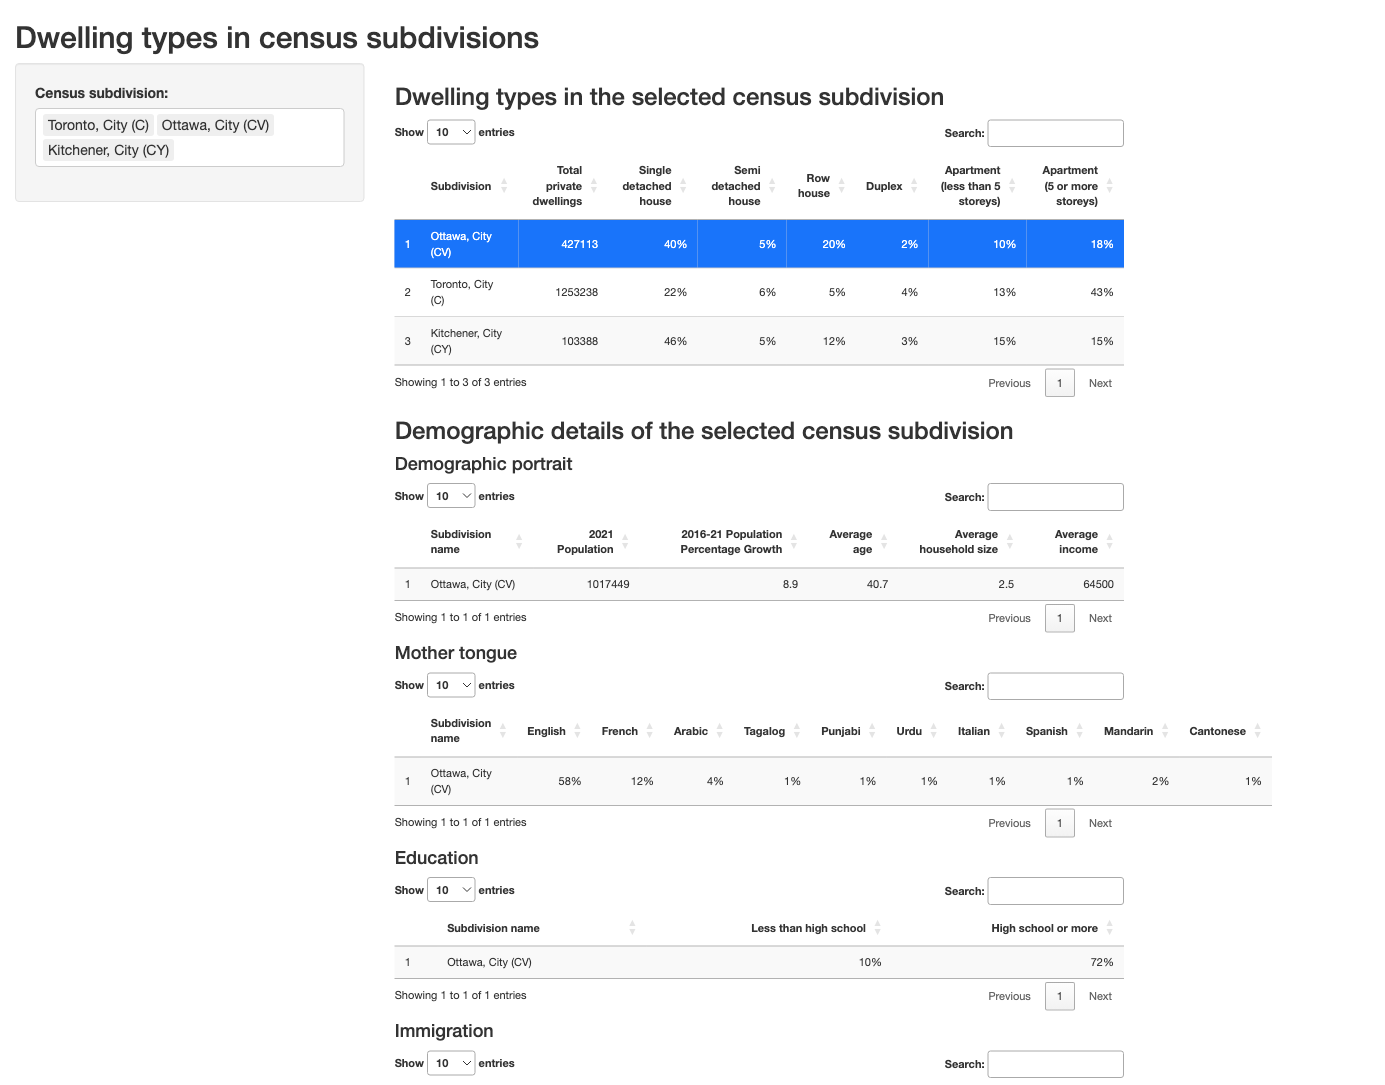 Dwelling types in census subdivisions
Census subdivision:
Toronto, City (C) Ottawa, City (CV)
Kitchener, City (CY)
Dwelling types in the selected census subdivision
Show 10 entries Search:
Subdivision Total private dwellings Single detached house Semi detached house Row house Duplex Apartment (less than 5 storeys) Apartment (5 or more storeys)
1 Ottawa, City (CV) 427113 40% 5% 20% 2% 10% 18%
2 Toronto, City (C) 1253238 22% 6% 5% 4% 13% 43%
3 Kitchener, City (CY) 103388 46% 5% 12% 3% 15% 15%
Showing 1 to 3 of 3 entries Previous 1 Next
Demographic details of the selected census subdivision
Demographic portrait
Show 10 entries Search:
Subdivision name 2021 Population 2016-21 Population Percentage Growth Average age Average household size Average income
1 Ottawa, City (CV) 1017449 8.9 40.7 2.5 64500
Showing 1 to 1 of 1 entries Previous 1 Next
Mother tongue
Show 10 entries Search:
Subdivision name English French Arabic Tagalog Punjabi Urdu Italian Spanish Mandarin Cantonese
1 Ottawa, City (CV) 58% 12% 4% 1% 1% 1% 1% 1% 2% 1%
Showing 1 to 1 of 1 entries Previous 1 Next
Education
Show 10 entries Search:
Subdivision name Less than high school High school or more
1 Ottawa, City (CV) 10% 72%
Showing 1 to 1 of 1 entries Previous 1 Next
Immigration
Show 10 entries Search: